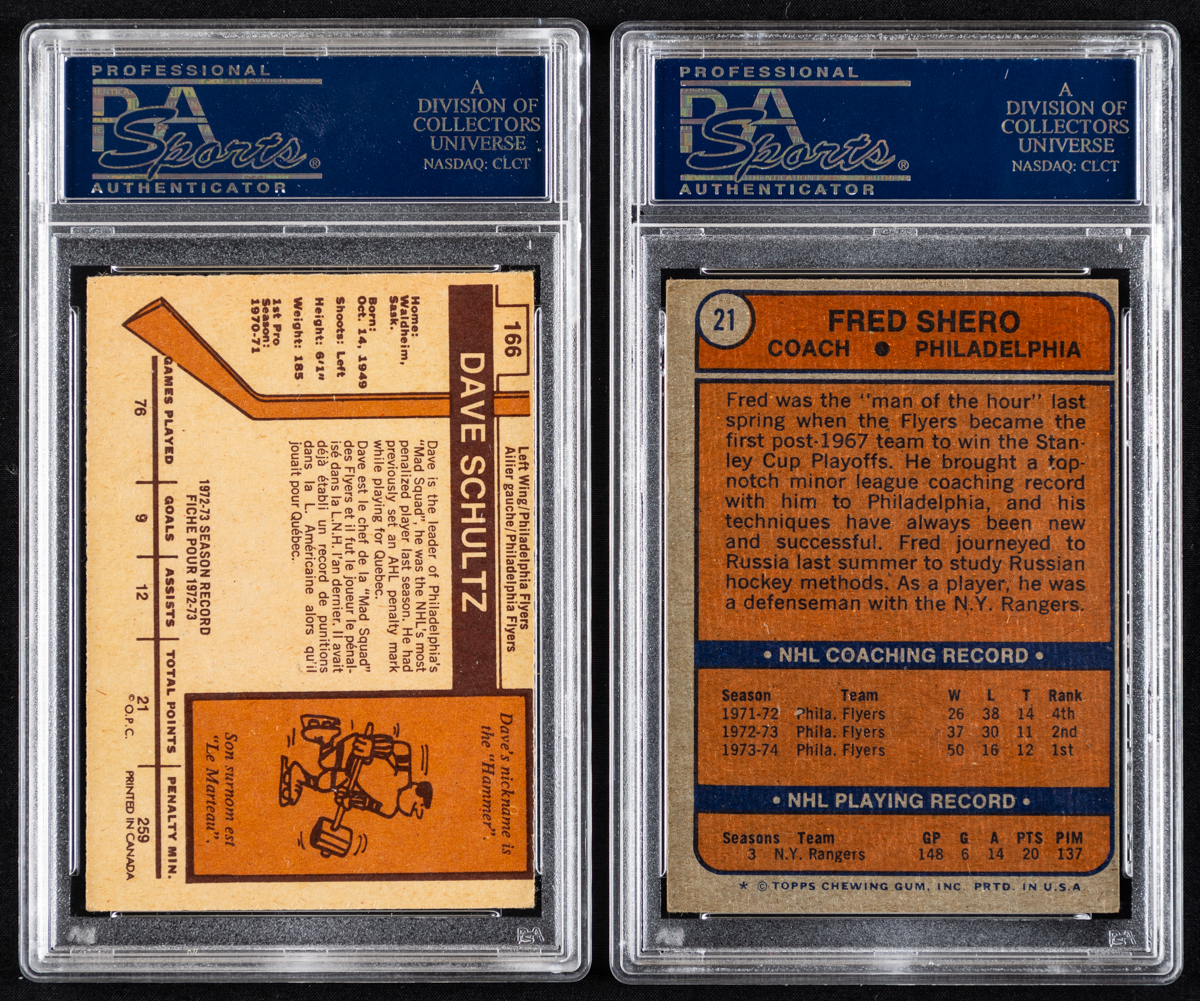 PROFESSIONAL
PSA
Sports®
AUTHENTICATOR
A
DIVISION OF
COLLECTORS
UNIVERSE
NASDAQ: CLCT
166
DAVE SCHULTZ
Left Wing/Philadelphia Flyers
Ailier gauche/Philadelphia Flyers
Home:
Waldheim,
Sask.
Born:
Oct. 14, 1949
Shoots: Left
Height: 6'1"
Weight: 185
1st Pro
Season:
1970-71
Dave is the leader of Philadelphia's
"Mad Squad", he was the NHL's most
penalized player last season. He had
previously set an AHL penalty mark
while playing for Quebec.
Dave est le chef de la "Mad Squad"
des Flyers et il fut le joueur le pénal-
isé dans la L.N.H. l'an dernier. Il avait
déjà établi un record de punitions
dans la L. Américaine alors qu'il
jouait pour Québec.
Dave's nickname is
the "Hammer".
Son surnom est
"Le Marteau".
1972-73 SEASON RECORD
FICHE POUR 1972-73
GAMES PLAYED GOALS ASSISTS TOTAL POINTS PENALTY MIN.
76 9 12 21 259
© O.P.C. PRINTED IN CANADA
PROFESSIONAL
PSA
Sports®
AUTHENTICATOR
A
DIVISION OF
COLLECTORS
UNIVERSE
NASDAQ: CLCT
21
FRED SHERO
COACH ● PHILADELPHIA
Fred was the "man of the hour" last
spring when the Flyers became the
first post-1967 team to win the Stan-
ley Cup Playoffs. He brought a top-
notch minor league coaching record
with him to Philadelphia, and his
techniques have always been new
and successful. Fred journeyed to
Russia last summer to study Russian
hockey methods. As a player, he was
a defenseman with the N.Y. Rangers.
• NHL COACHING RECORD •
Season Team W L T Rank
1971-72 Phila. Flyers 26 38 14 4th
1972-73 Phila. Flyers 37 30 11 2nd
1973-74 Phila. Flyers 50 16 12 1st
• NHL PLAYING RECORD •
Seasons Team GP G A PTS PIM
3 N.Y. Rangers 148 6 14 20 137
* © TOPPS CHEWING GUM, INC. PRTD. IN U.S.A
PSA
PSA